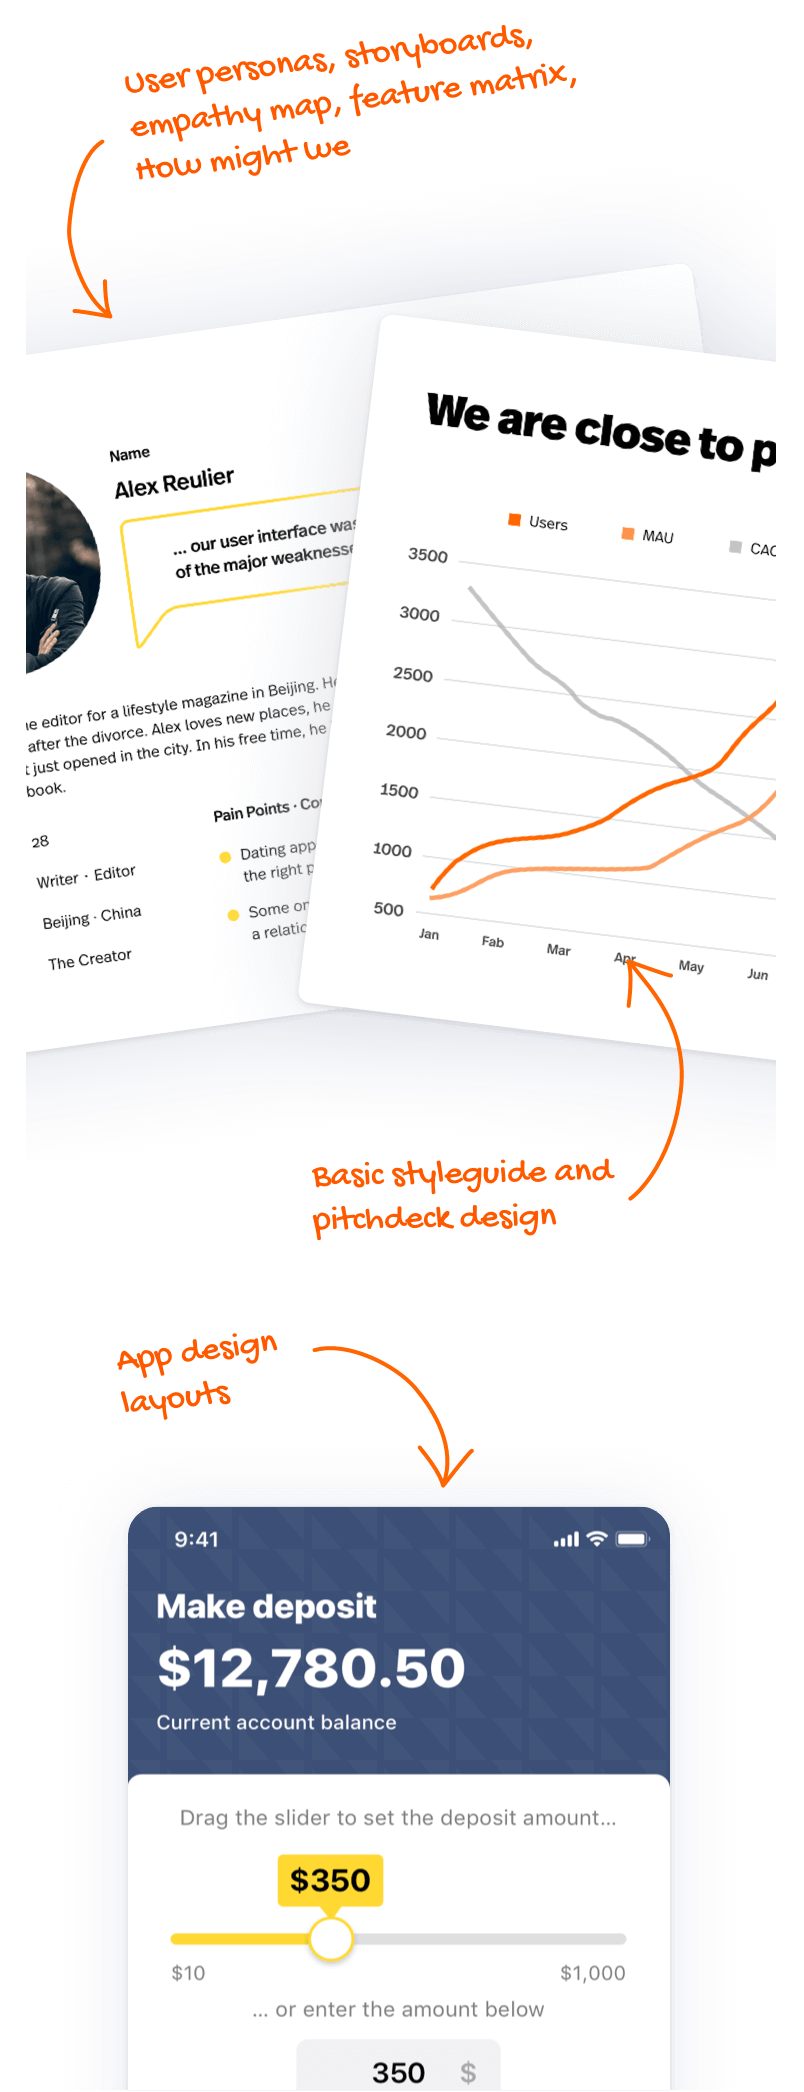 User personas, storyboards,
empathy map, feature matrix,
How might we
Name
Alex Reulier
... our user interface was
of the major weaknesse
e editor for a lifestyle magazine in Beijing. He
after the divorce. Alex loves new places, he
t just opened in the city. In his free time, he
book.
28
Writer · Editor
Beijing · China
The Creator
Pain Points · Co
Dating app
the right p
Some on
a relatio
We are close to p
Users
MAU
CAC
3500
3000
2500
2000
1500
1000
500
Jan
Fab
Mar
Apr
May
Jun
Basic styleguide and
pitchdeck design
App design
layouts
9:41
Make deposit
$12,780.50
Current account balance
Drag the slider to set the deposit amount...
$350
$10
$1,000
... or enter the amount below
350 $